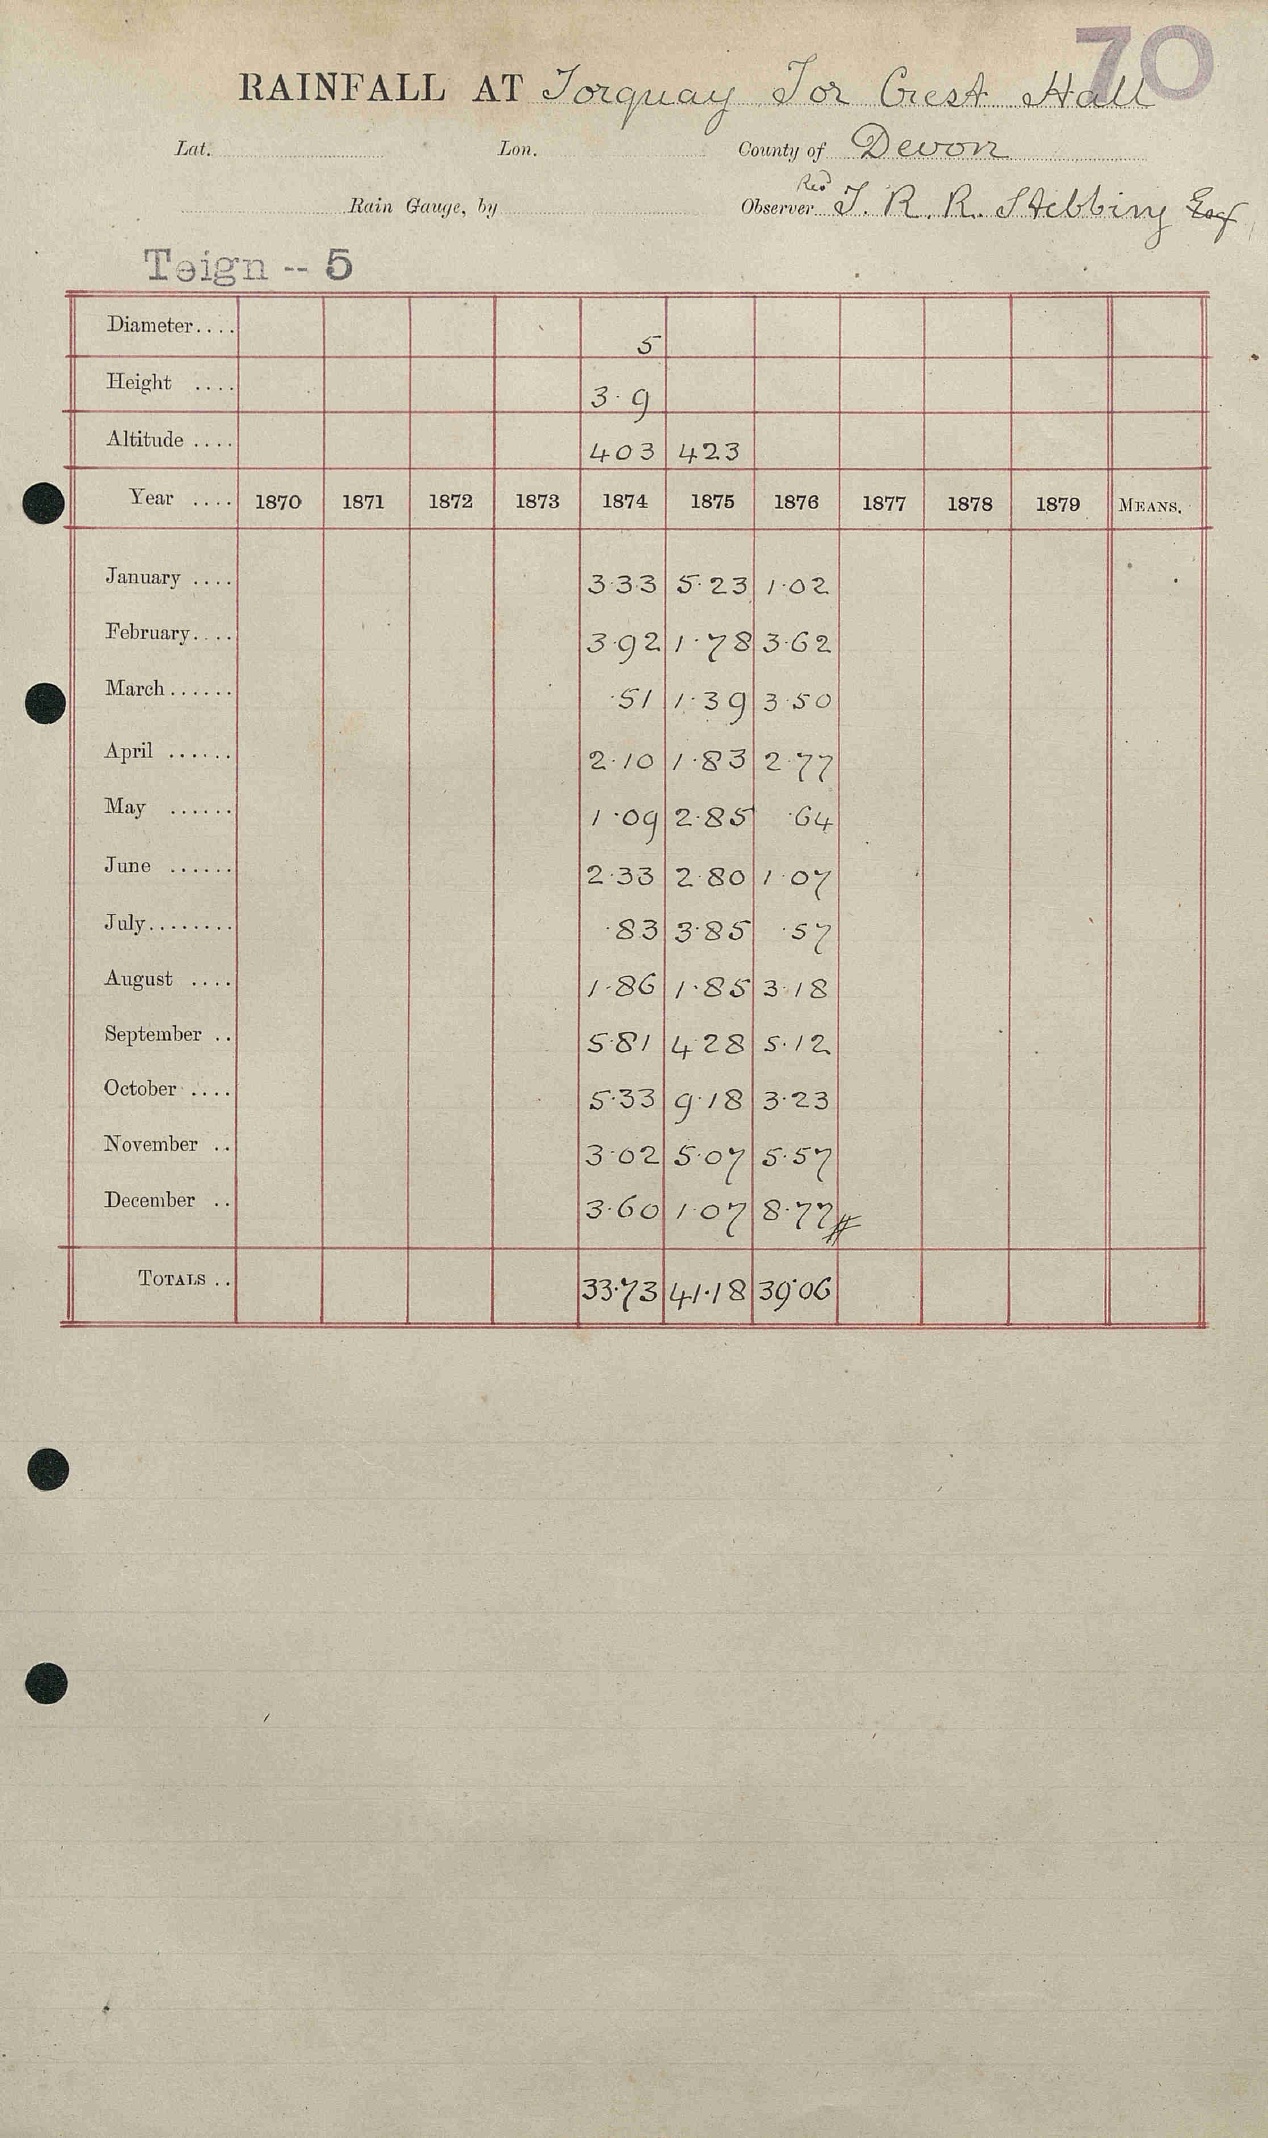 70
RAINFALL AT Torquay Tor Crest Hall
Lat. Lon. County of Devon
Rev
Rain Gauge, by Observer T. R. R. Stebbing Esq
Teign -- 5
Diameter.... 5
Height .... 3.9
Altitude .... 403 423
Year .... 1870 1871 1872 1873 1874 1875 1876 1877 1878 1879 MEANS.
January .... 3.33 5.23 1.02
February.... 3.92 1.78 3.62
March...... .51 1.39 3.50
April ...... 2.10 1.83 2.77
May ...... 1.09 2.85 .64
June ...... 2.33 2.80 1.07
July........ .83 3.85 .57
August .... 1.86 1.85 3.18
September .. 5.81 4.28 5.12
October .... 5.33 9.18 3.23
November .. 3.02 5.07 5.57
December .. 3.60 1.07 8.77
TOTALS .. 33.73 41.18 39.06